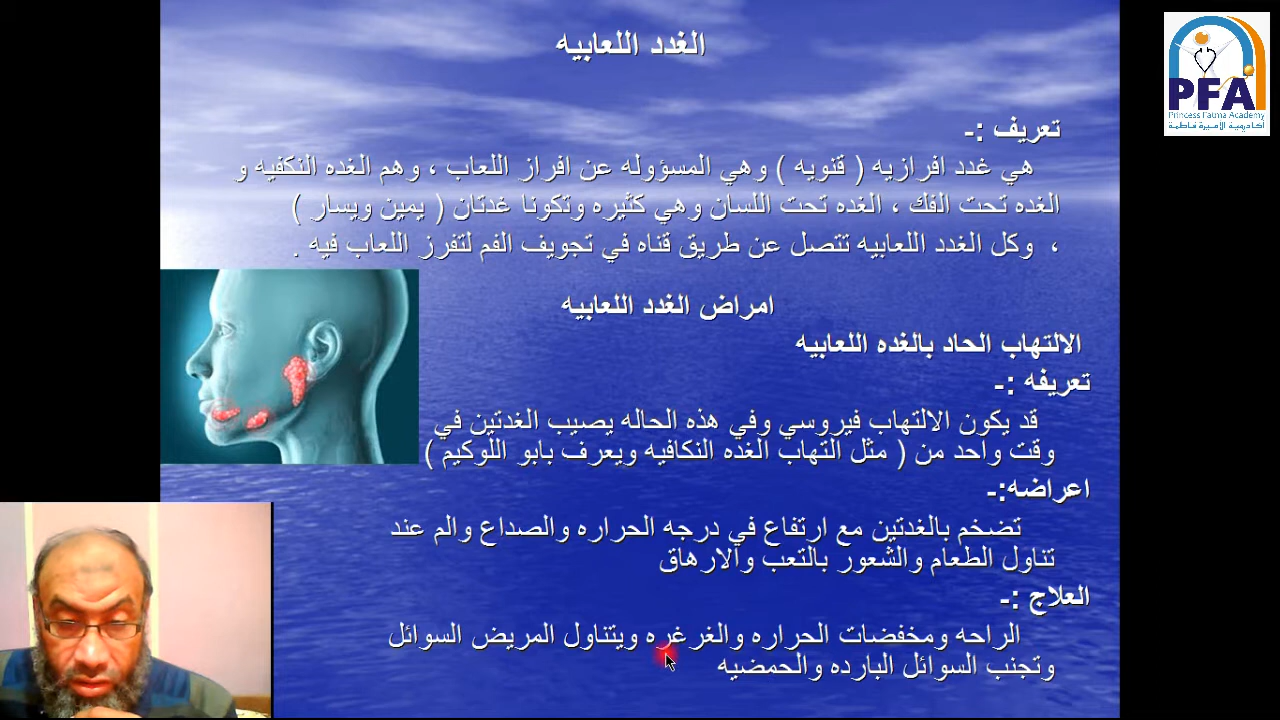 الغدد اللعابيه
PFA
Princess Fatma Academy
أكاديمية الأميرة فاطمة
تعريف :-
هي غدد افرازيه ( قنويه ) وهي المسؤوله عن افراز اللعاب ، وهم الغده النكفيه و
الغده تحت الفك ، الغده تحت اللسان وهي كثيره وتكونا غدتان ( يمين ويسار )
، وكل الغدد اللعابيه تتصل عن طريق قناه في تجويف الفم لتفرز اللعاب فيه .
امراض الغدد اللعابيه
الالتهاب الحاد بالغده اللعابيه
تعريفه :-
قد يكون الالتهاب فيروسي وفي هذه الحاله يصيب الغدتين في
وقت واحد من ( مثل التهاب الغده النكافيه ويعرف بابو اللوكيم )
اعراضه:-
تضخم بالغدتين مع ارتفاع في درجه الحراره والصداع والم عند
تناول الطعام والشعور بالتعب والارهاق
العلاج :-
الراحه ومخفضات الحراره والغرغره ويتناول المريض السوائل
وتجنب السوائل البارده والحمضيه